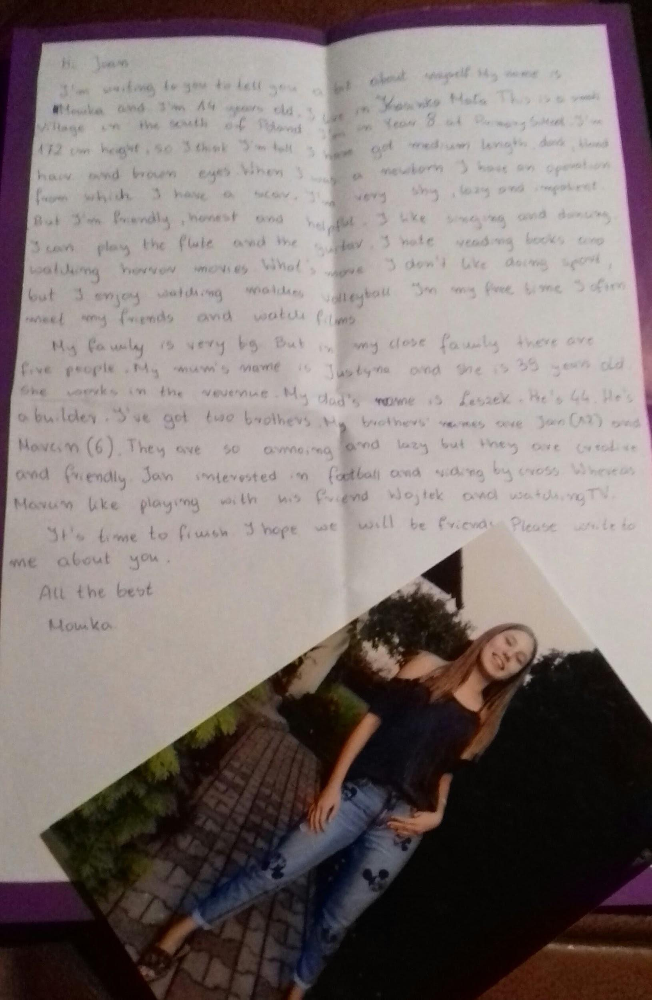 Hi Joan
I'm writing to you to tell you a bit about myself My name is
Monika and I'm 14 years old. I live in Kasinka Mała This is a small
village in the south of Poland I'm in Year 8 at Primary School. I'm
172 cm height, so I think I'm tall I have got medium length, dark, blond
hair and brown eyes. When I was a newborn I have an operation
from which I have a scar. I'm very shy, lazy and
But I'm friendly, honest and helpful. I like singing and dancing
I can play the flute and the guitar. I hate reading books and
watching horror movies What's more I don't like doing sport,
but I enjoy watching matches volleyball In my free time I often
meet my friends and watch films
My family is very big But in my close family there are
five people. My mum's name is Justyna and she is 39 years old.
She works in the revenue. My dad's name is Leszek. He's 44. He's
a builder. I've got two brothers. My brothers' names are Jan (12) and
Marcin (6). They are so annoing and lazy but they are creative
and friendly. Jan interested in football and riding by cross. Whereas
Marcin like playing with his friend Wojtek and watching TV.
It's time to finish I hope we will be friends Please write to
me about you.
All the best
Monika